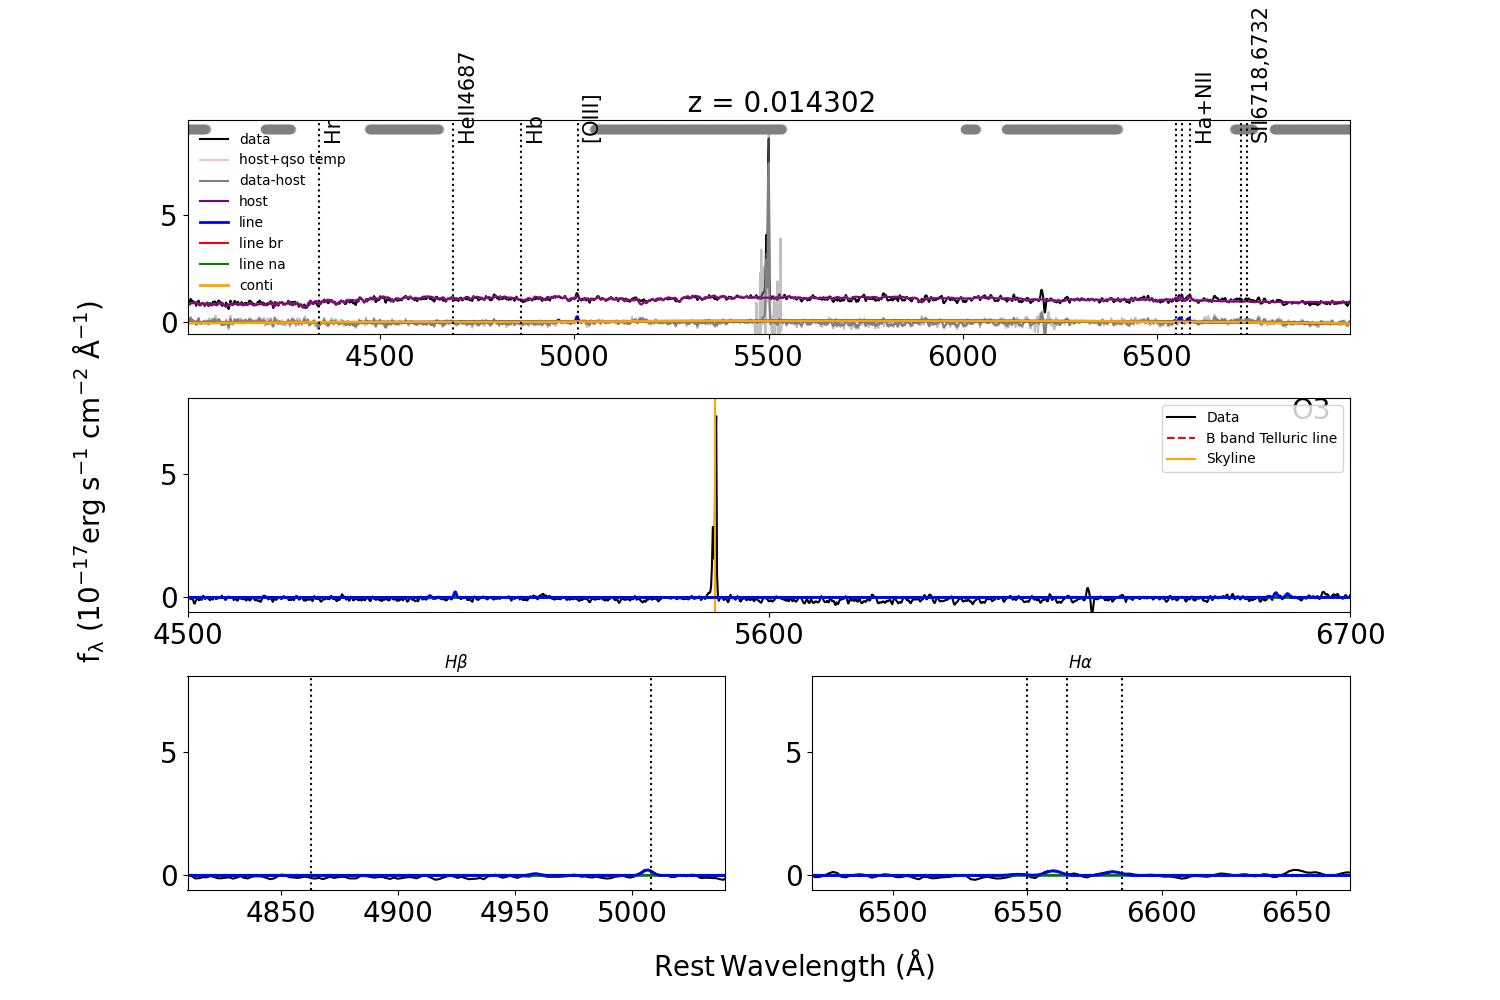 z = 0.014302
Hr
HeII4687
Hb
[OIII]
Ha+NII
SII6718,6732
data
host+qso temp
data-host
host
line
line br
line na
conti
5
0
4500
5000
5500
6000
6500
O3
Data
B band Telluric line
Skyline
5
0
4500
5600
6700
fλ (10⁻¹⁷erg s⁻¹ cm⁻² Å⁻¹)
Hβ
5
0
4850
4900
4950
5000
Hα
5
0
6500
6550
6600
6650
Rest Wavelength (Å)